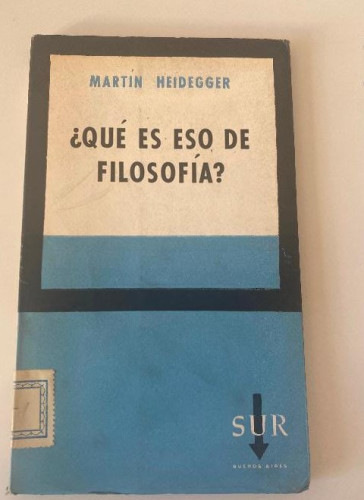 MARTIN HEIDEGGER
¿QUÉ ES ESO DE
FILOSOFÍA?
SUR
BUENOS AIRES